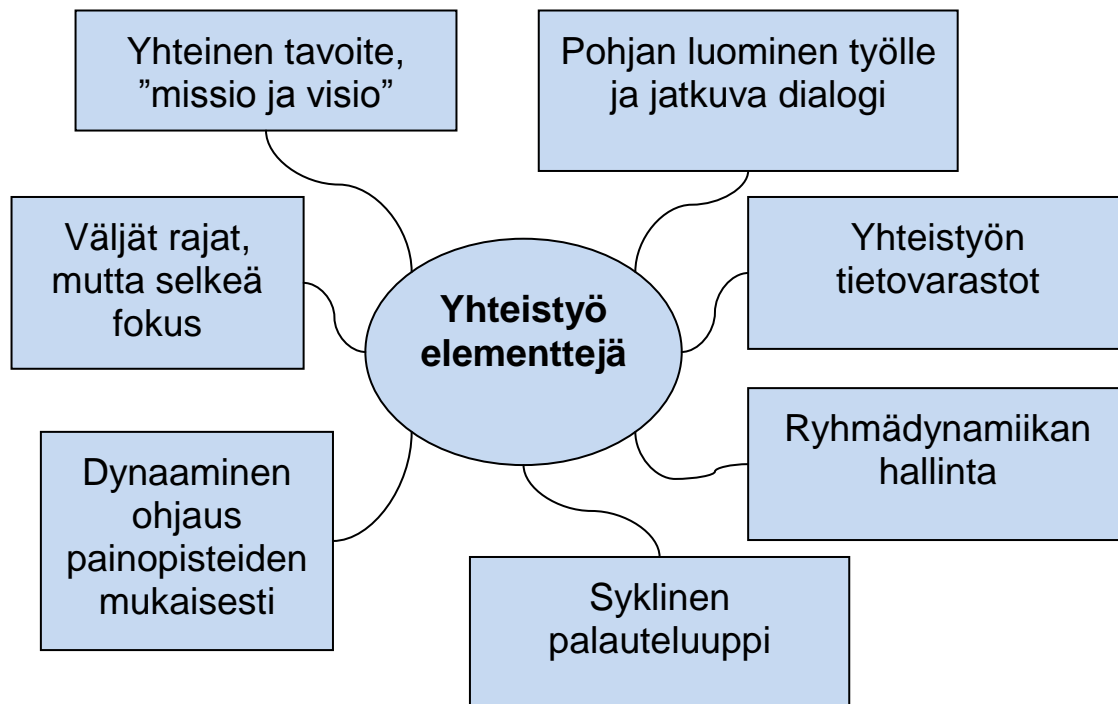 Yhteinen tavoite,
”missio ja visio”
Pohjan luominen työlle
ja jatkuva dialogi
Väljät rajat,
mutta selkeä
fokus
Yhteistyö
elementtejä
Yhteistyön
tietovarastot
Ryhmädynamiikan
hallinta
Dynaaminen
ohjaus
painopisteiden
mukaisesti
Syklinen
palauteluuppi